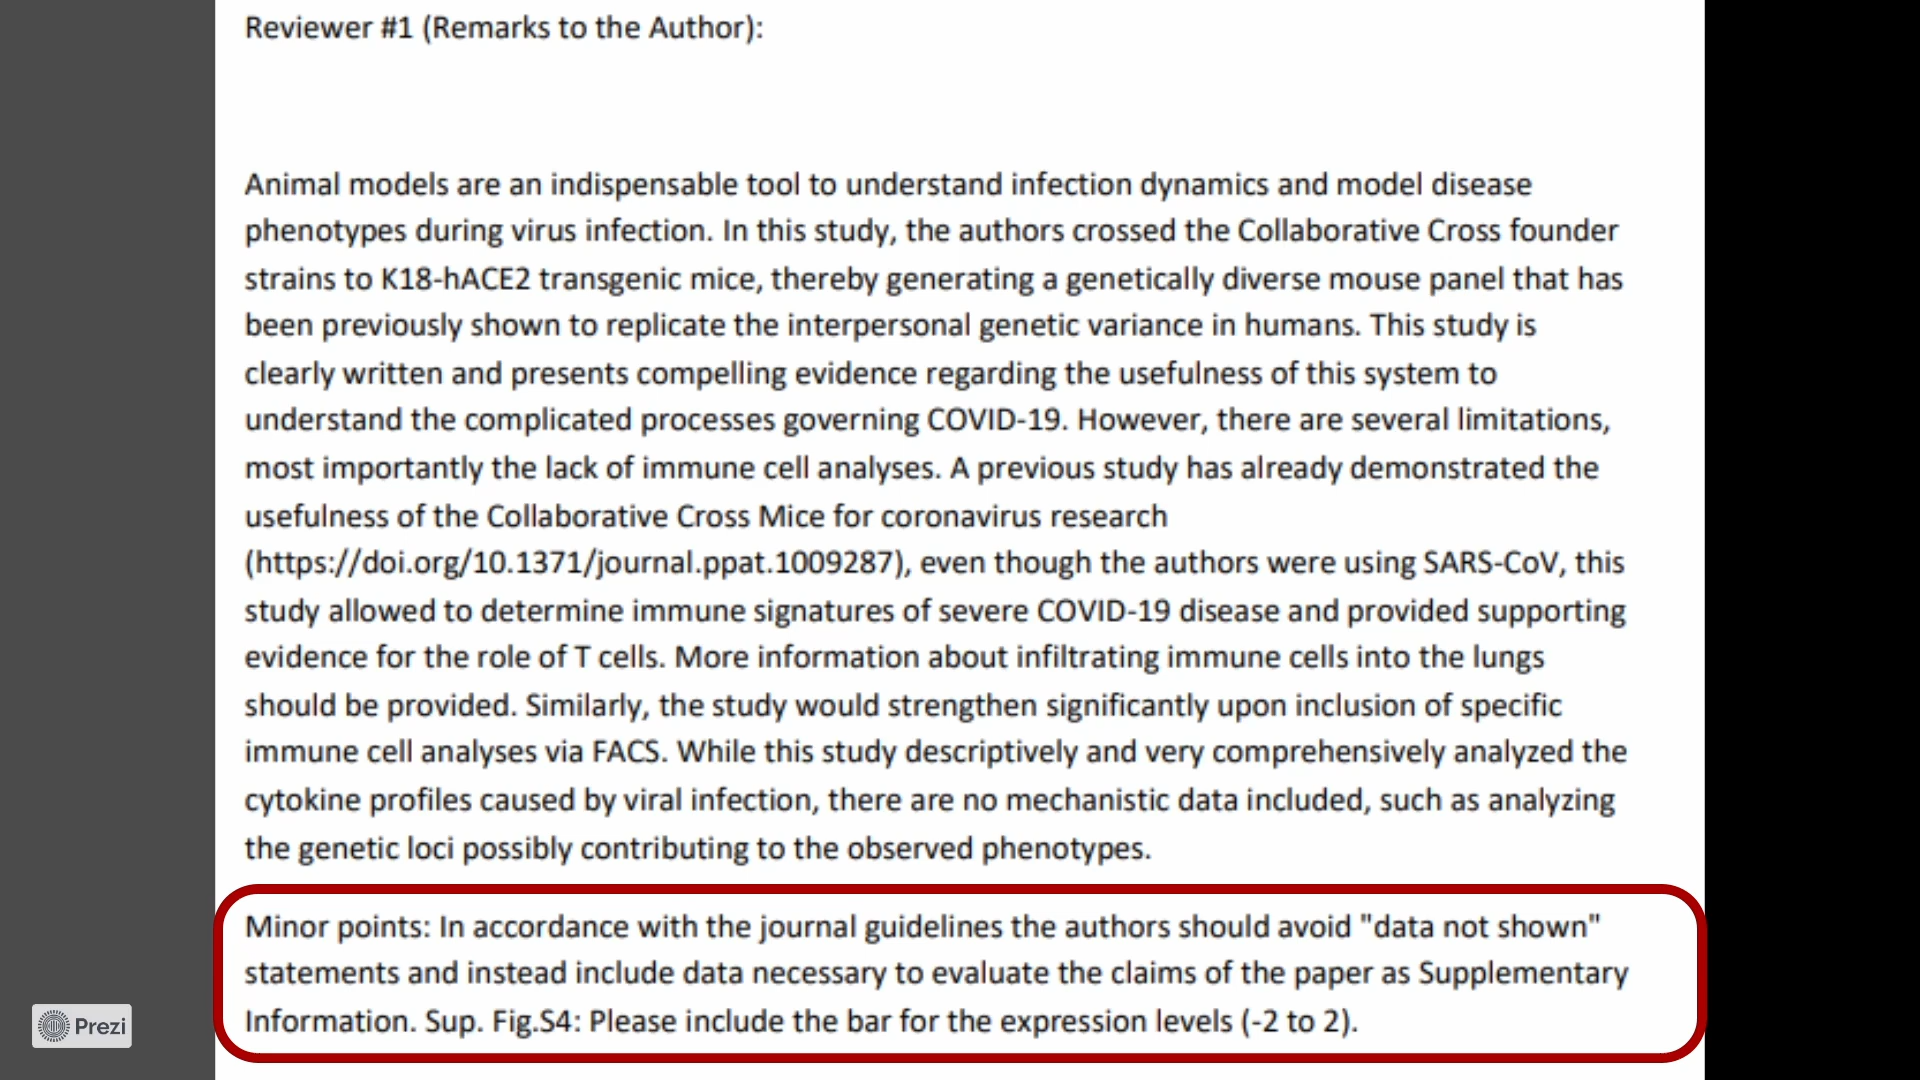 Reviewer #1 (Remarks to the Author):
Animal models are an indispensable tool to understand infection dynamics and model disease
phenotypes during virus infection. In this study, the authors crossed the Collaborative Cross founder
strains to K18-hACE2 transgenic mice, thereby generating a genetically diverse mouse panel that has
been previously shown to replicate the interpersonal genetic variance in humans. This study is
clearly written and presents compelling evidence regarding the usefulness of this system to
understand the complicated processes governing COVID-19. However, there are several limitations,
most importantly the lack of immune cell analyses. A previous study has already demonstrated the
usefulness of the Collaborative Cross Mice for coronavirus research
(https://doi.org/10.1371/journal.ppat.1009287), even though the authors were using SARS-CoV, this
study allowed to determine immune signatures of severe COVID-19 disease and provided supporting
evidence for the role of T cells. More information about infiltrating immune cells into the lungs
should be provided. Similarly, the study would strengthen significantly upon inclusion of specific
immune cell analyses via FACS. While this study descriptively and very comprehensively analyzed the
cytokine profiles caused by viral infection, there are no mechanistic data included, such as analyzing
the genetic loci possibly contributing to the observed phenotypes.
Minor points: In accordance with the journal guidelines the authors should avoid "data not shown"
statements and instead include data necessary to evaluate the claims of the paper as Supplementary
Information. Sup. Fig.S4: Please include the bar for the expression levels (-2 to 2).
Prezi